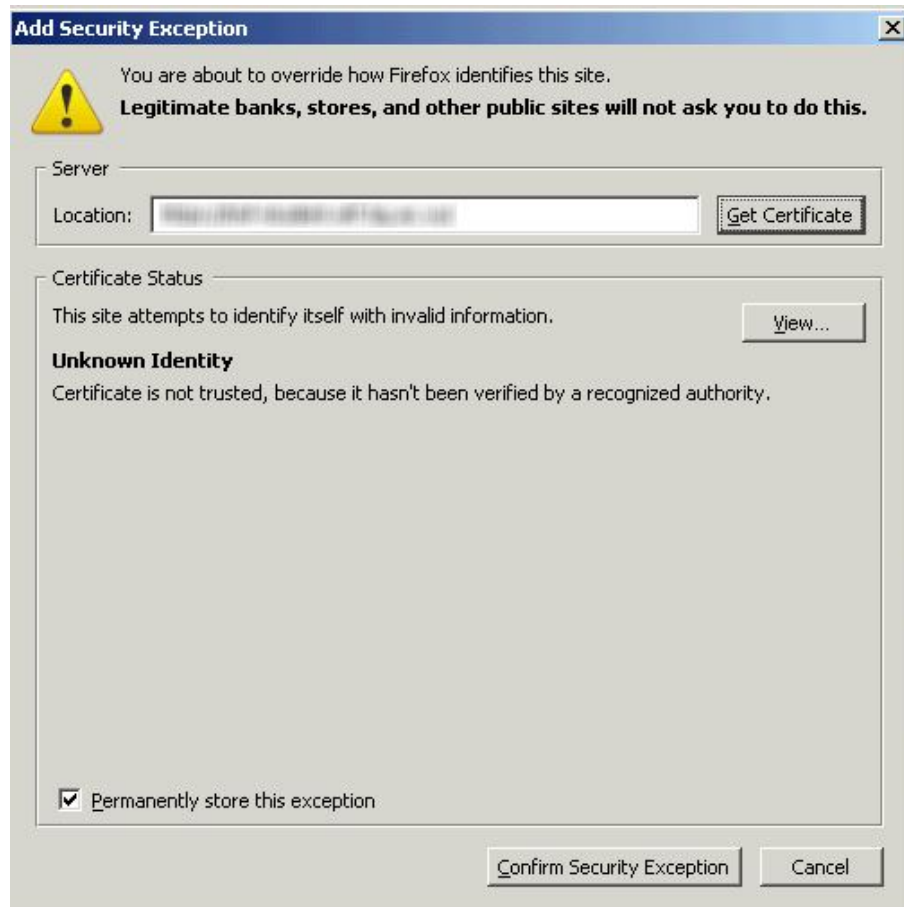 Add Security Exception
You are about to override how Firefox identifies this site.
Legitimate banks, stores, and other public sites will not ask you to do this.
Server
Location:
Get Certificate
Certificate Status
This site attempts to identify itself with invalid information.
View...
Unknown Identity
Certificate is not trusted, because it hasn't been verified by a recognized authority.
Permanently store this exception
Confirm Security Exception
Cancel